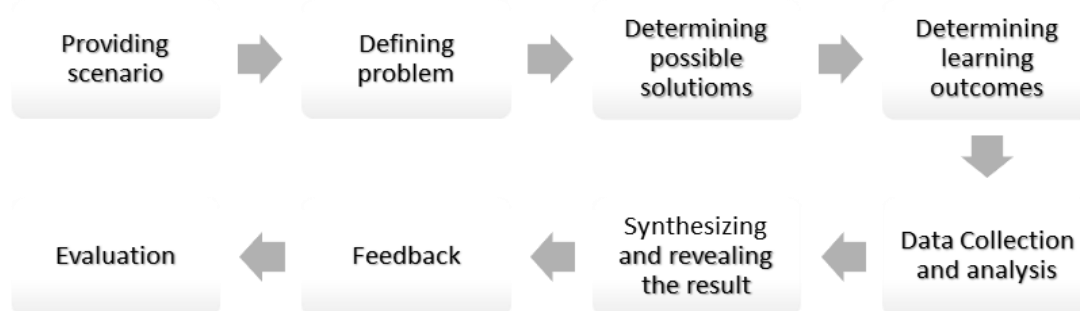 Providing
scenario
Defining
problem
Determining
possible
solutioms
Determining
learning
outcomes
Data Collection
and analysis
Synthesizing
and revealing
the result
Feedback
Evaluation